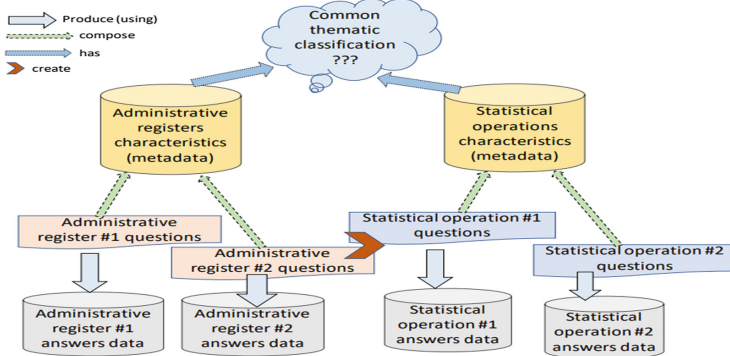 Produce (using)
compose
has
create
Common
thematic
classification
???
Administrative
registers
characteristics
(metadata)
Statistical
operations
characteristics
(metadata)
Administrative
register #1 questions
Administrative
register #2 questions
Statistical operation #1
questions
Statistical operation #2
questions
Administrative
register #1
answers data
Administrative
register #2
answers data
Statistical
operation #1
answers data
Statistical
operation #2
answers data